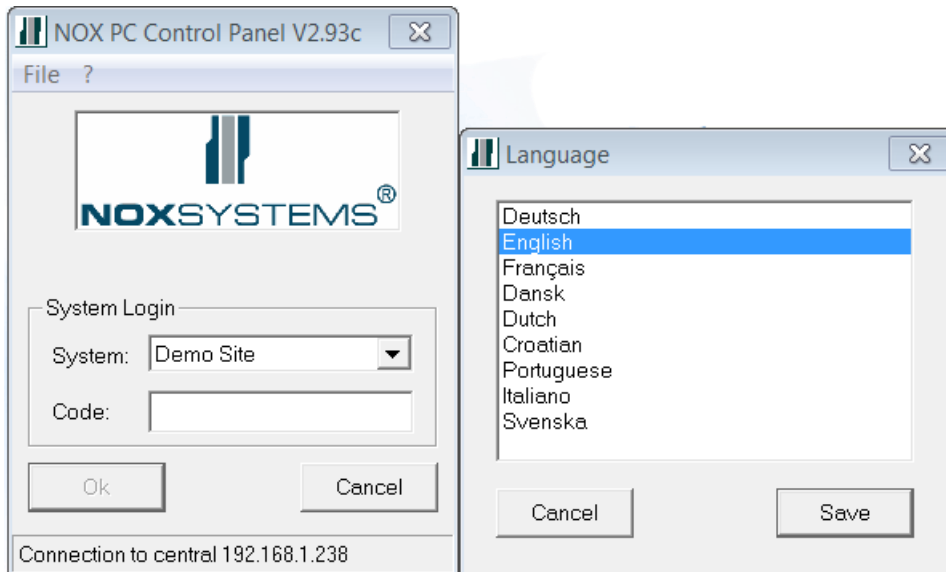 NOX PC Control Panel V2.93c
File ?
NOXSYSTEMS®
System Login
System: Demo Site
Code:
Ok Cancel
Connection to central 192.168.1.238
Language
Deutsch
English
Français
Dansk
Dutch
Croatian
Portuguese
Italiano
Svenska
Cancel Save